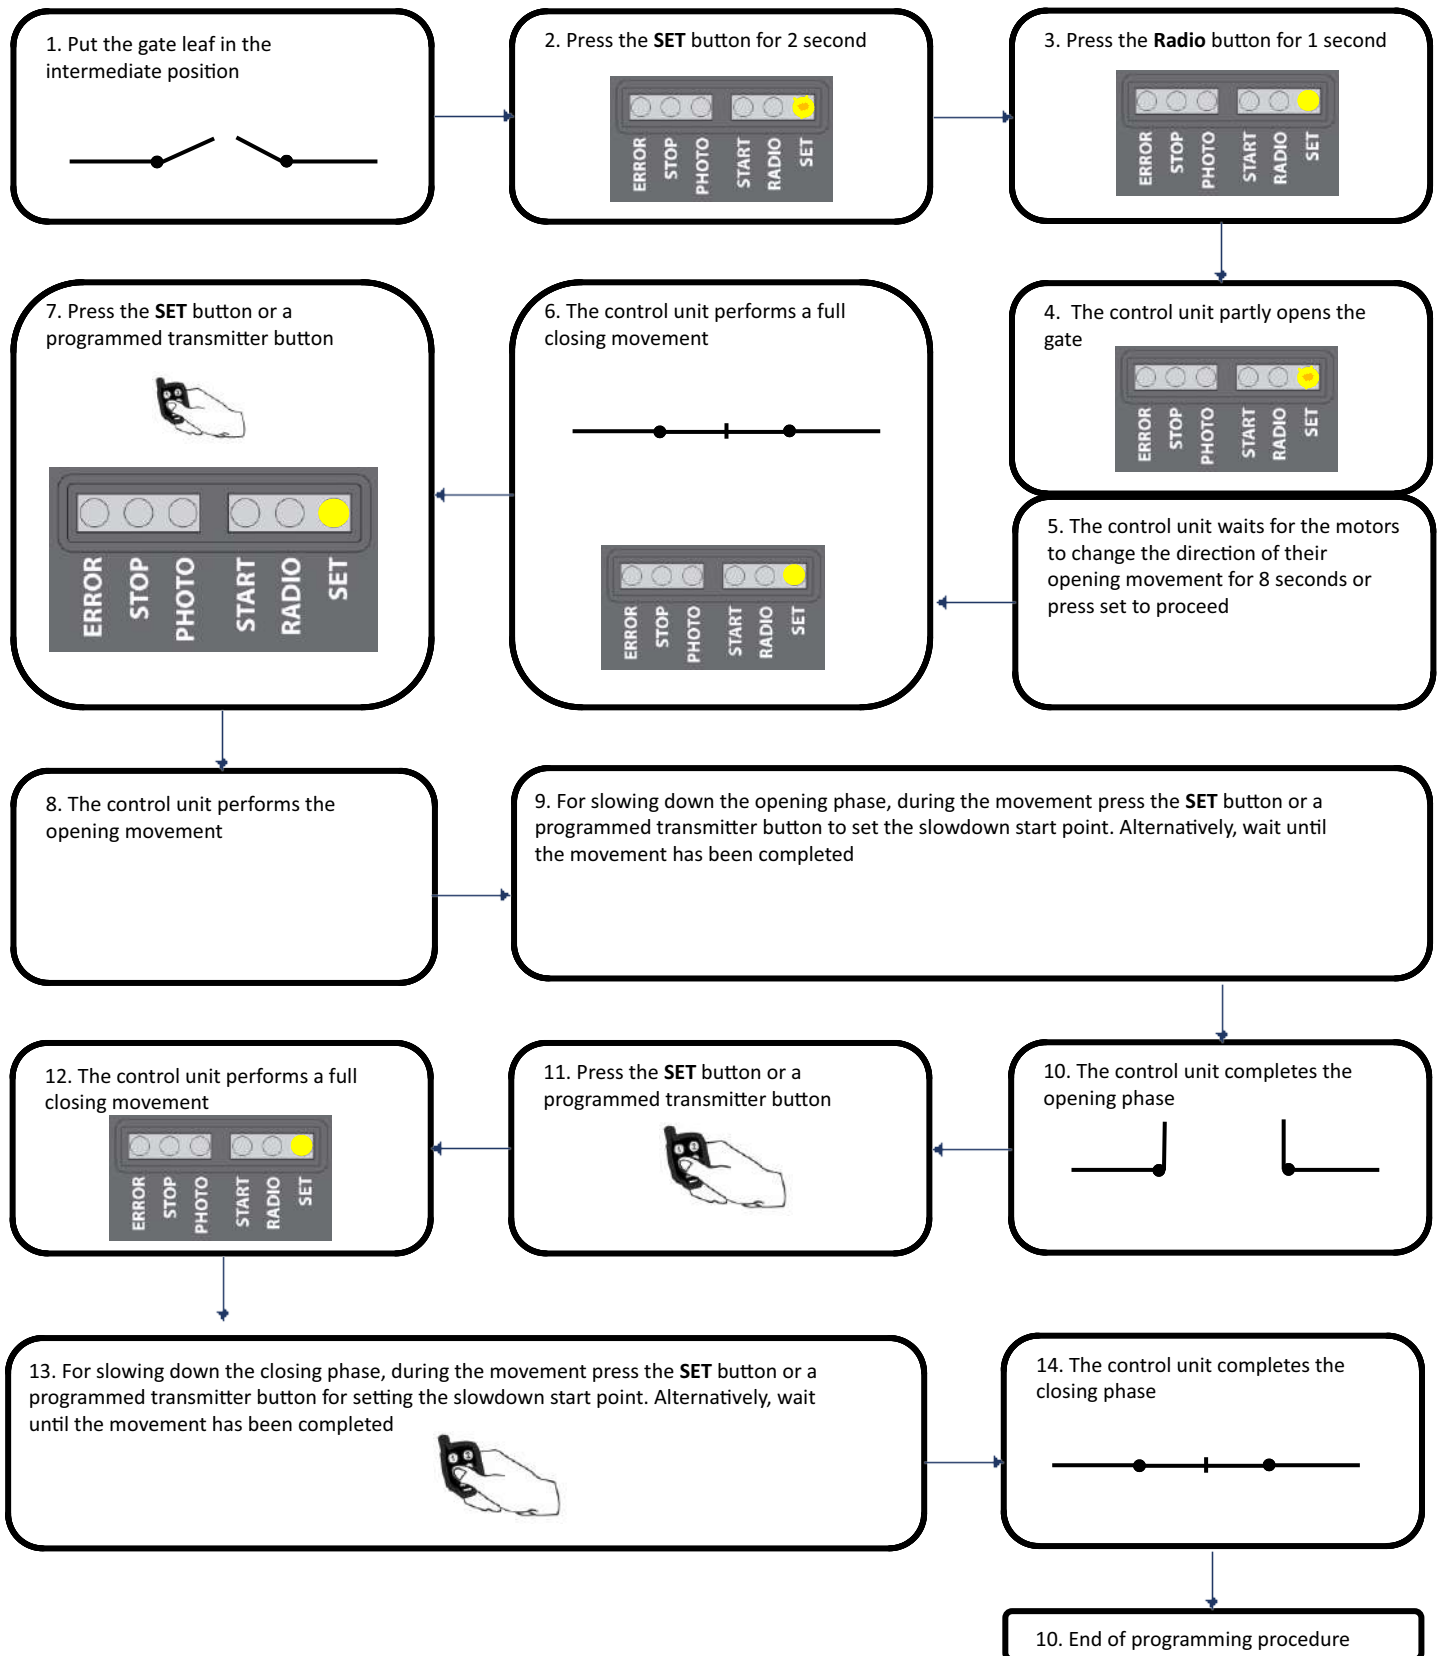 1. Put the gate leaf in the
intermediate position
2. Press the SET button for 2 second
ERROR
STOP
PHOTO
START
RADIO
SET
3. Press the Radio button for 1 second
ERROR
STOP
PHOTO
START
RADIO
SET
4. The control unit partly opens the
gate
ERROR
STOP
PHOTO
START
RADIO
SET
5. The control unit waits for the motors
to change the direction of their
opening movement for 8 seconds or
press set to proceed
6. The control unit performs a full
closing movement
ERROR
STOP
PHOTO
START
RADIO
SET
7. Press the SET button or a
programmed transmitter button
ERROR
STOP
PHOTO
START
RADIO
SET
8. The control unit performs the
opening movement
9. For slowing down the opening phase, during the movement press the SET button or a
programmed transmitter button to set the slowdown start point. Alternatively, wait until
the movement has been completed
10. The control unit completes the
opening phase
11. Press the SET button or a
programmed transmitter button
12. The control unit performs a full
closing movement
ERROR
STOP
PHOTO
START
RADIO
SET
13. For slowing down the closing phase, during the movement press the SET button or a
programmed transmitter button for setting the slowdown start point. Alternatively, wait
until the movement has been completed
14. The control unit completes the
closing phase
10. End of programming procedure